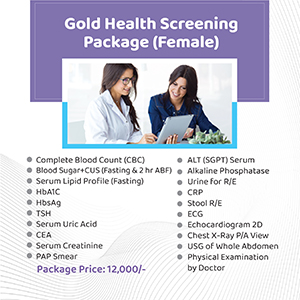 Gold Health Screening
Package (Female)
Complete Blood Count (CBC)
Blood Sugar+CUS (Fasting & 2 hr ABF)
Serum Lipid Profile (Fasting)
HbA1C
HbsAg
TSH
Serum Uric Acid
CEA
Serum Creatinine
PAP Smear
ALT (SGPT) Serum
Alkaline Phosphatase
Urine for R/E
CRP
Stool R/E
ECG
Echocardiogram 2D
Chest X-Ray P/A View
USG of Whole Abdomen
Physical Examination
by Doctor
Package Price: 12,000/-